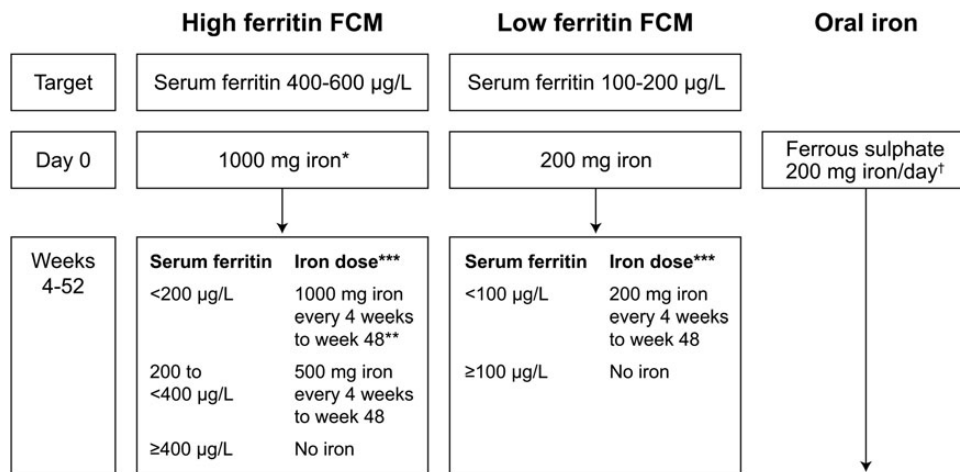 High ferritin FCM
Low ferritin FCM
Oral iron
Target
Serum ferritin 400-600 µg/L
Serum ferritin 100-200 µg/L
Day 0
1000 mg iron*
200 mg iron
Ferrous sulphate
200 mg iron/day†
Weeks
4-52
Serum ferritin
Iron dose***
<200 µg/L
1000 mg iron
every 4 weeks
to week 48**
200 to
<400 µg/L
500 mg iron
every 4 weeks
to week 48
≥400 µg/L
No iron
Serum ferritin
Iron dose***
<100 µg/L
200 mg iron
every 4 weeks
to week 48
≥100 µg/L
No iron